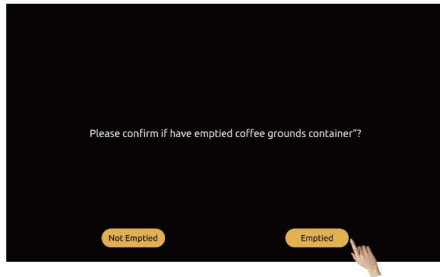 Please confirm if have emptied coffee grounds container"?
Not Emptied
Emptied